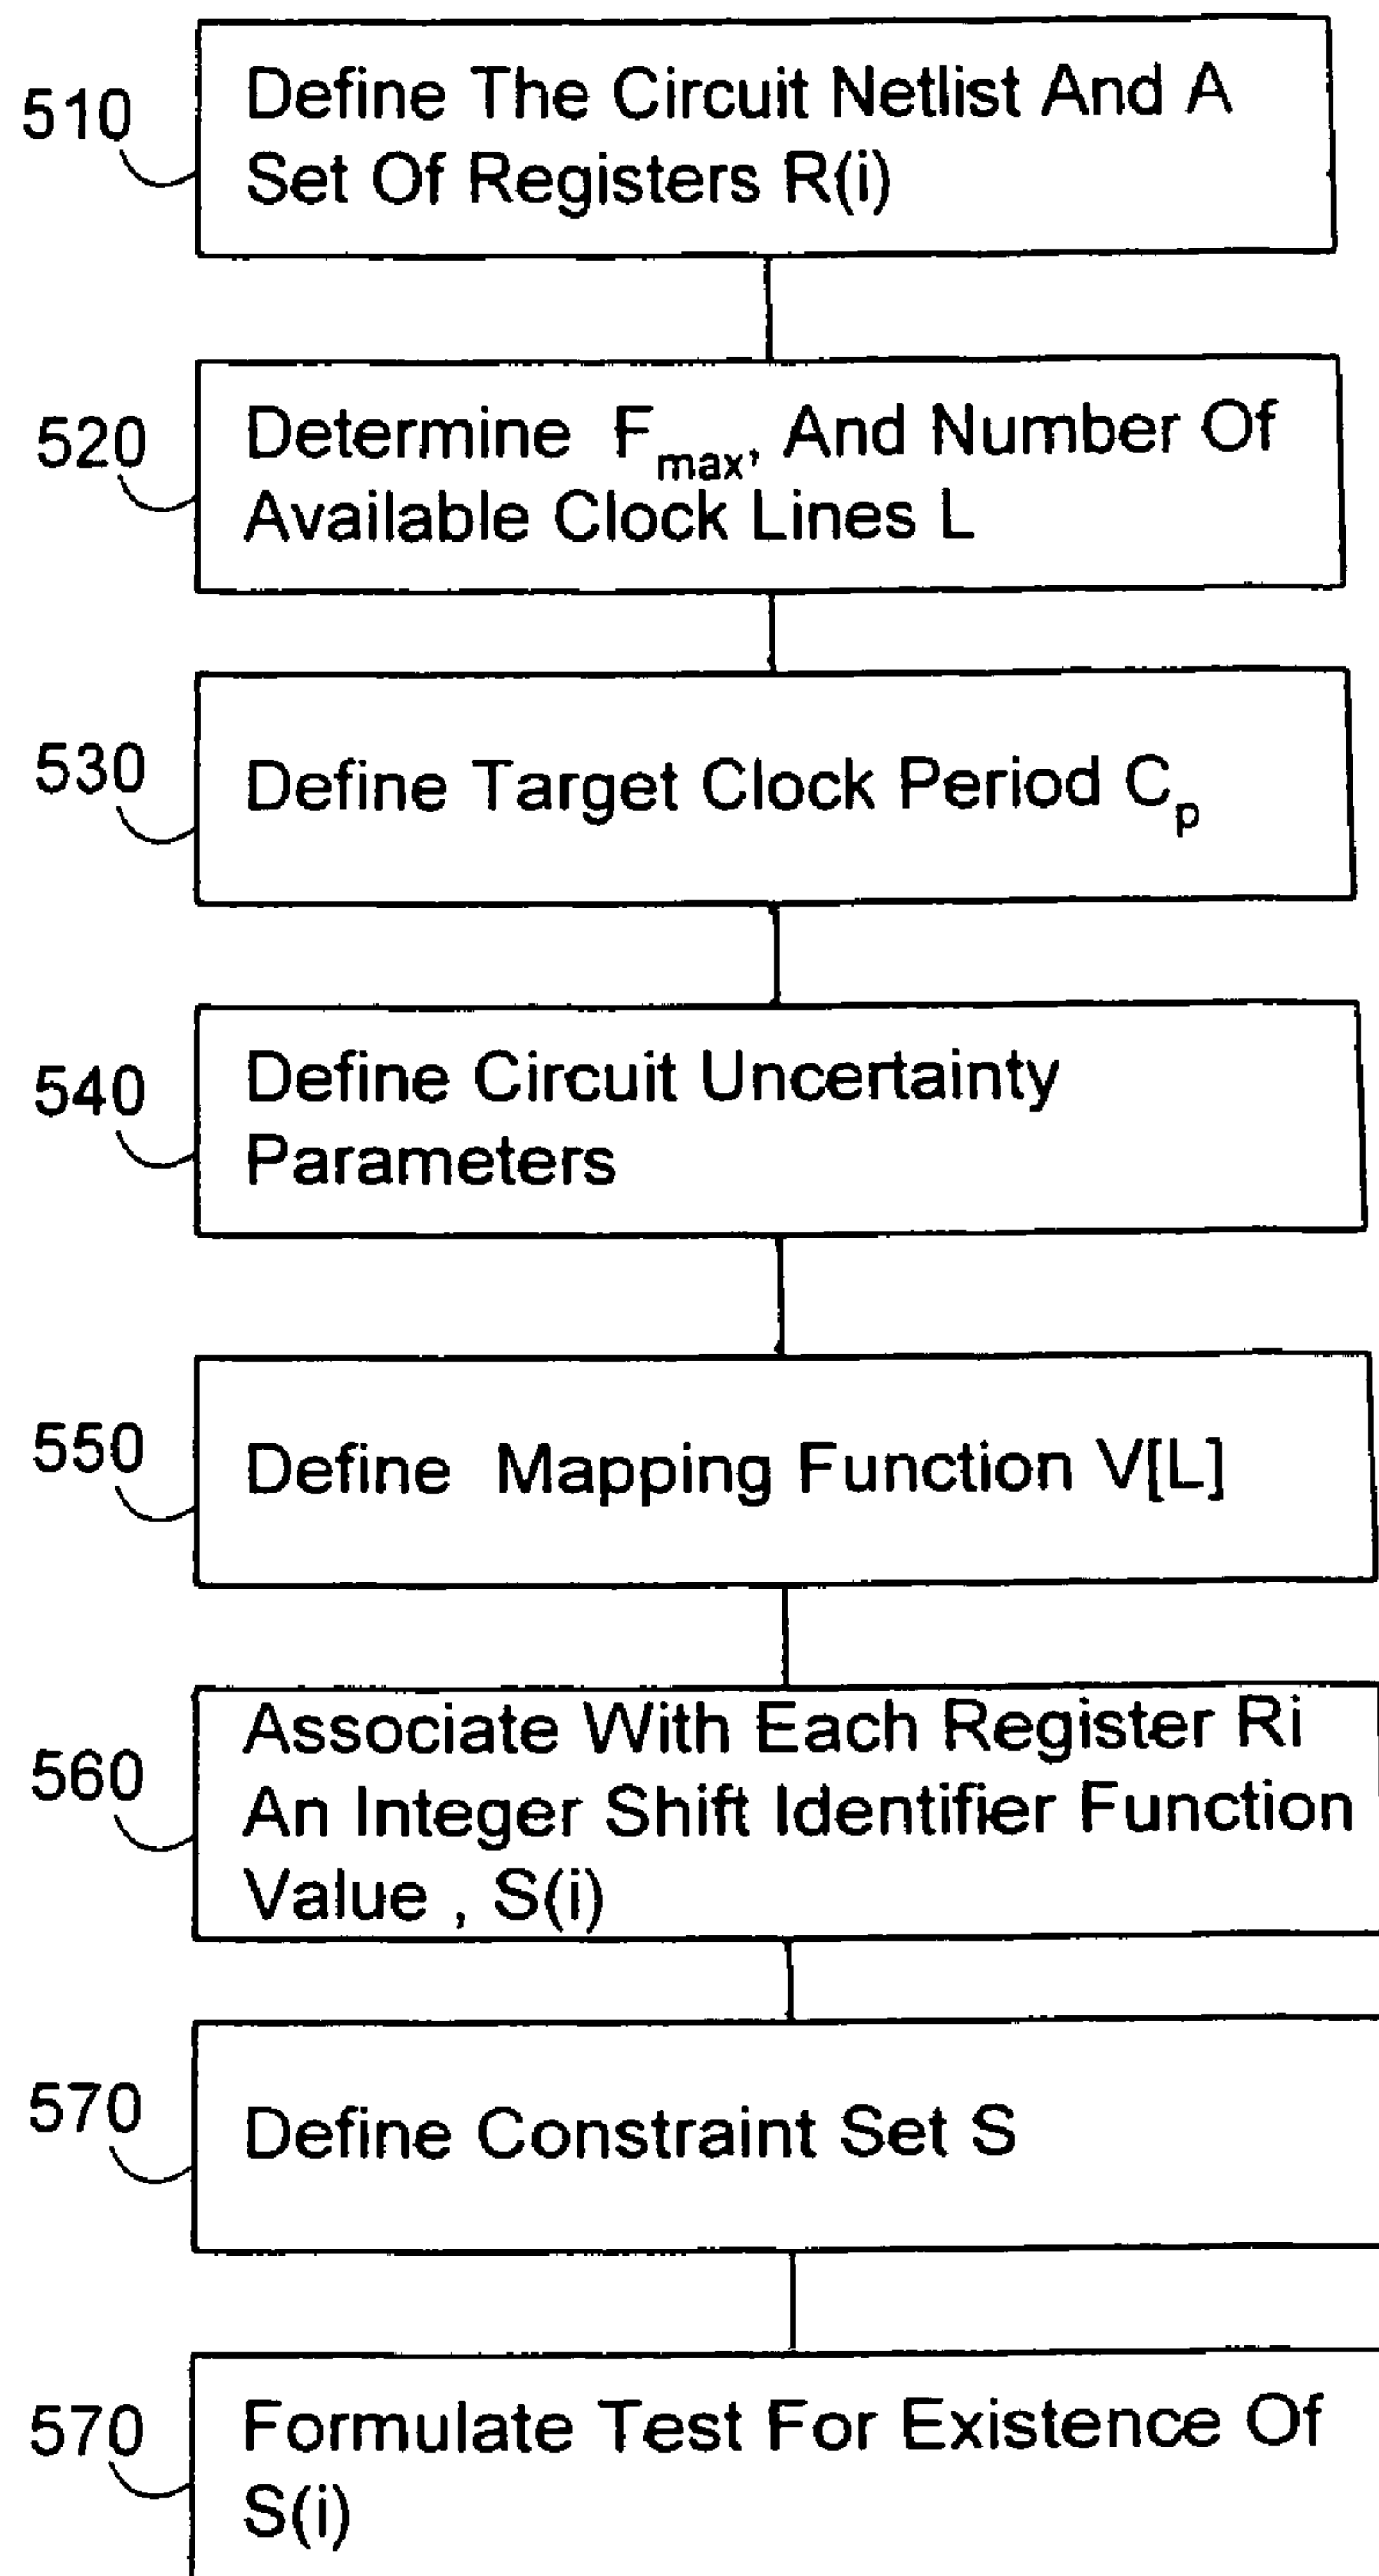 510
Define The Circuit Netlist And A
Set Of Registers R(i)
520
Determine Fmax, And Number Of
Available Clock Lines L
530
Define Target Clock Period Cp
540
Define Circuit Uncertainty
Parameters
550
Define Mapping Function V[L]
560
Associate With Each Register Ri
An Integer Shift Identifier Function
Value , S(i)
570
Define Constraint Set S
570
Formulate Test For Existence Of
S(i)